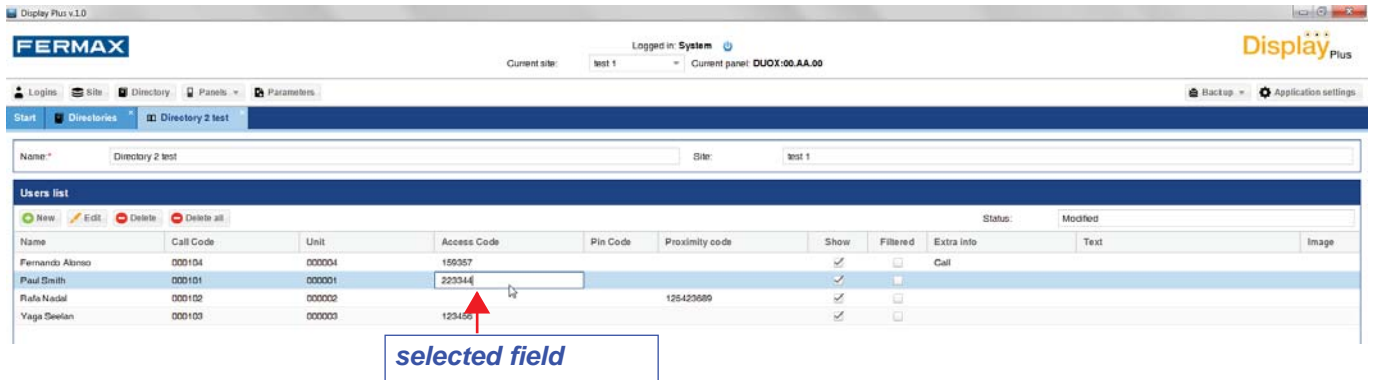 Display Plus v.1.0
FERMAX
Logged in: System
Display Plus
Current site: test 1 Current panel: DUOX:00.AA.00
Logins Site Directory Panels Parameters Backup Application settings
Start Directories Directory 2 test
Name:* Directory 2 test Site: test 1
Users list
New Edit Delete Delete all Status: Modified
Name Call Code Unit Access Code Pin Code Proximity code Show Filtered Extra info Text Image
Fernando Alonso 000104 000004 159357 Call
Paul Smith 000101 000001 223344
Rafa Nadal 000102 000002 125423689
Yaga Seelan 000103 000003 123456
selected field